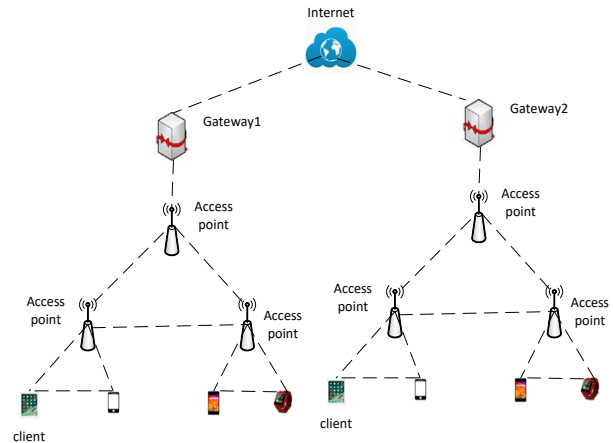 Internet
Gateway1
Gateway2
Access
point
Access
point
Access
point
Access
point
Access
point
Access
point
client
client